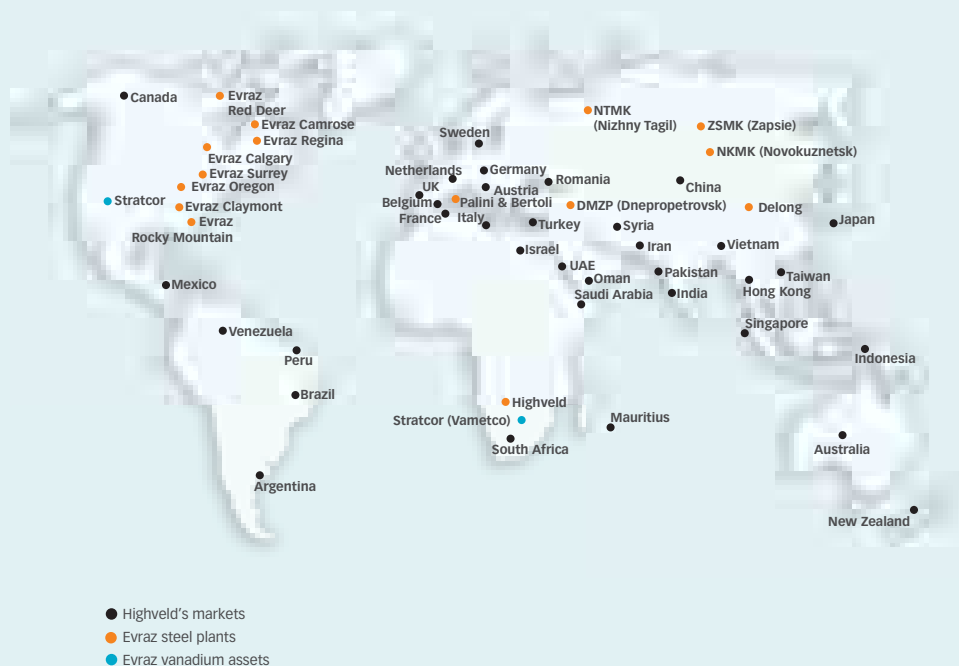 Canada
Evraz
Red Deer
Evraz Camrose
Evraz Regina
Evraz Calgary
Evraz Surrey
Evraz Oregon
Stratcor
Evraz Claymont
Evraz
Rocky Mountain
Mexico
Venezuela
Peru
Brazil
Argentina
Sweden
Netherlands
Germany
UK
Austria
Romania
Belgium
Palini & Bertoli
France
Italy
Turkey
NTMK
(Nizhny Tagil)
ZSMK (Zapsie)
NKMK (Novokuznetsk)
China
DMZP (Dnepropetrovsk)
Delong
Syria
Japan
Israel
Iran
Vietnam
UAE
Oman
Pakistan
Taiwan
Saudi Arabia
India
Hong Kong
Singapore
Indonesia
Highveld
Stratcor (Vametco)
Mauritius
South Africa
Australia
New Zealand
Highveld's markets
Evraz steel plants
Evraz vanadium assets